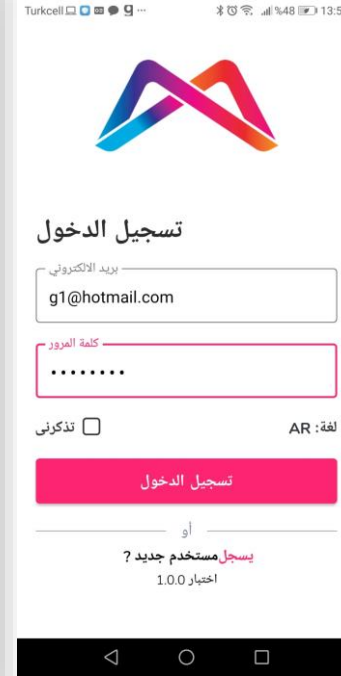 Turkcell ... %48 13:5
تسجيل الدخول
بريد الالكتروني
g1@hotmail.com
كلمة المرور
••••••••
تذكرنى
لغة: AR
تسجيل الدخول
أو
يسجل مستخدم جديد ?
اختبار 1.0.0